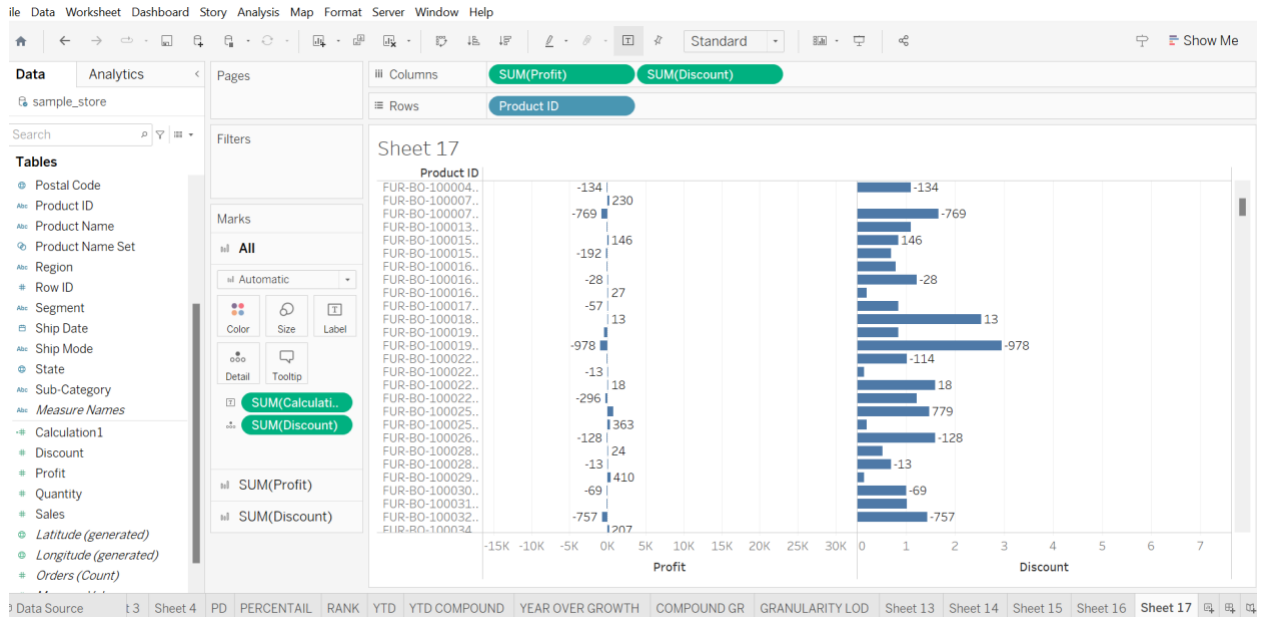 ile Data Worksheet Dashboard Story Analysis Map Format Server Window Help
Standard
Show Me
Data Analytics
sample_store
Search
Tables
Postal Code
Abc Product ID
Abc Product Name
Product Name Set
Abc Region
# Row ID
Abc Segment
Ship Date
Abc Ship Mode
State
Abc Sub-Category
Abc Measure Names
=# Calculation1
# Discount
# Profit
# Quantity
# Sales
Latitude (generated)
Longitude (generated)
# Orders (Count)
Pages
Filters
Marks
All
Automatic
Color Size Label
Detail Tooltip
SUM(Calculati..
SUM(Discount)
SUM(Profit)
SUM(Discount)
Columns SUM(Profit) SUM(Discount)
Rows Product ID
Sheet 17
Product ID
FUR-BO-100004.. -134 -134
FUR-BO-100007.. 230
FUR-BO-100007.. -769 -769
FUR-BO-100013..
FUR-BO-100015.. 146 146
FUR-BO-100015.. -192
FUR-BO-100016..
FUR-BO-100016.. -28 -28
FUR-BO-100016.. 27
FUR-BO-100017.. -57
FUR-BO-100018.. 13 13
FUR-BO-100019..
FUR-BO-100019.. -978 -978
FUR-BO-100022.. -114
FUR-BO-100022.. -13
FUR-BO-100022.. 18 18
FUR-BO-100022.. -296
FUR-BO-100025.. 779
FUR-BO-100025.. 363
FUR-BO-100026.. -128 -128
FUR-BO-100028.. 24
FUR-BO-100028.. -13 -13
FUR-BO-100029.. 410
FUR-BO-100030.. -69 -69
FUR-BO-100031..
FUR-BO-100032.. -757 -757
FUR-BO-100034.. 207
-15K -10K -5K 0K 5K 10K 15K 20K 25K 30K 0 1 2 3 4 5 6 7
Profit Discount
Data Source t 3 Sheet 4 PD PERCENTAIL RANK YTD YTD COMPOUND YEAR OVER GROWTH COMPOUND GR GRANULARITY LOD Sheet 13 Sheet 14 Sheet 15 Sheet 16 Sheet 17